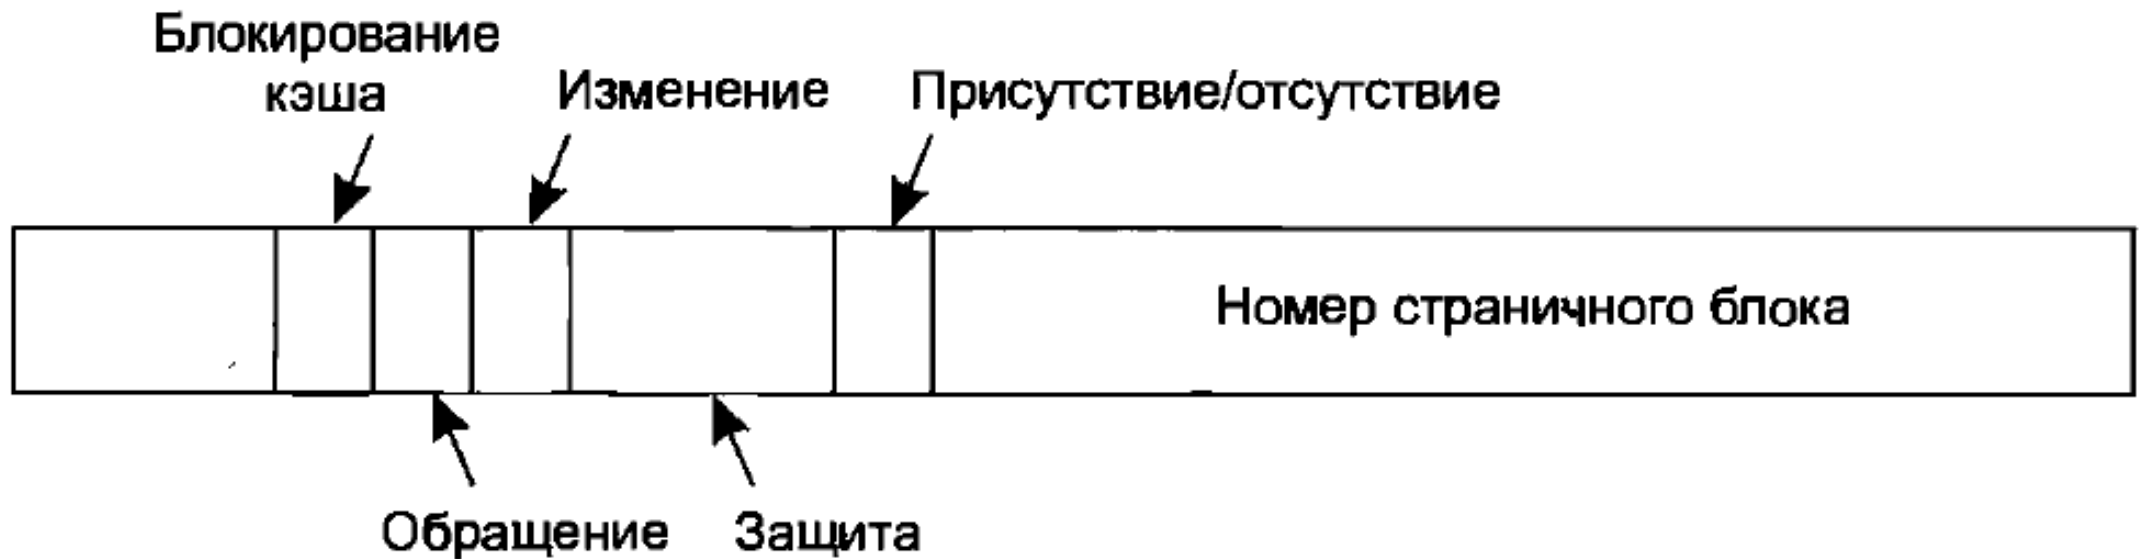 Блокирование
кэша
Изменение
Присутствие/отсутствие
Номер страничного блока
Обращение
Защита